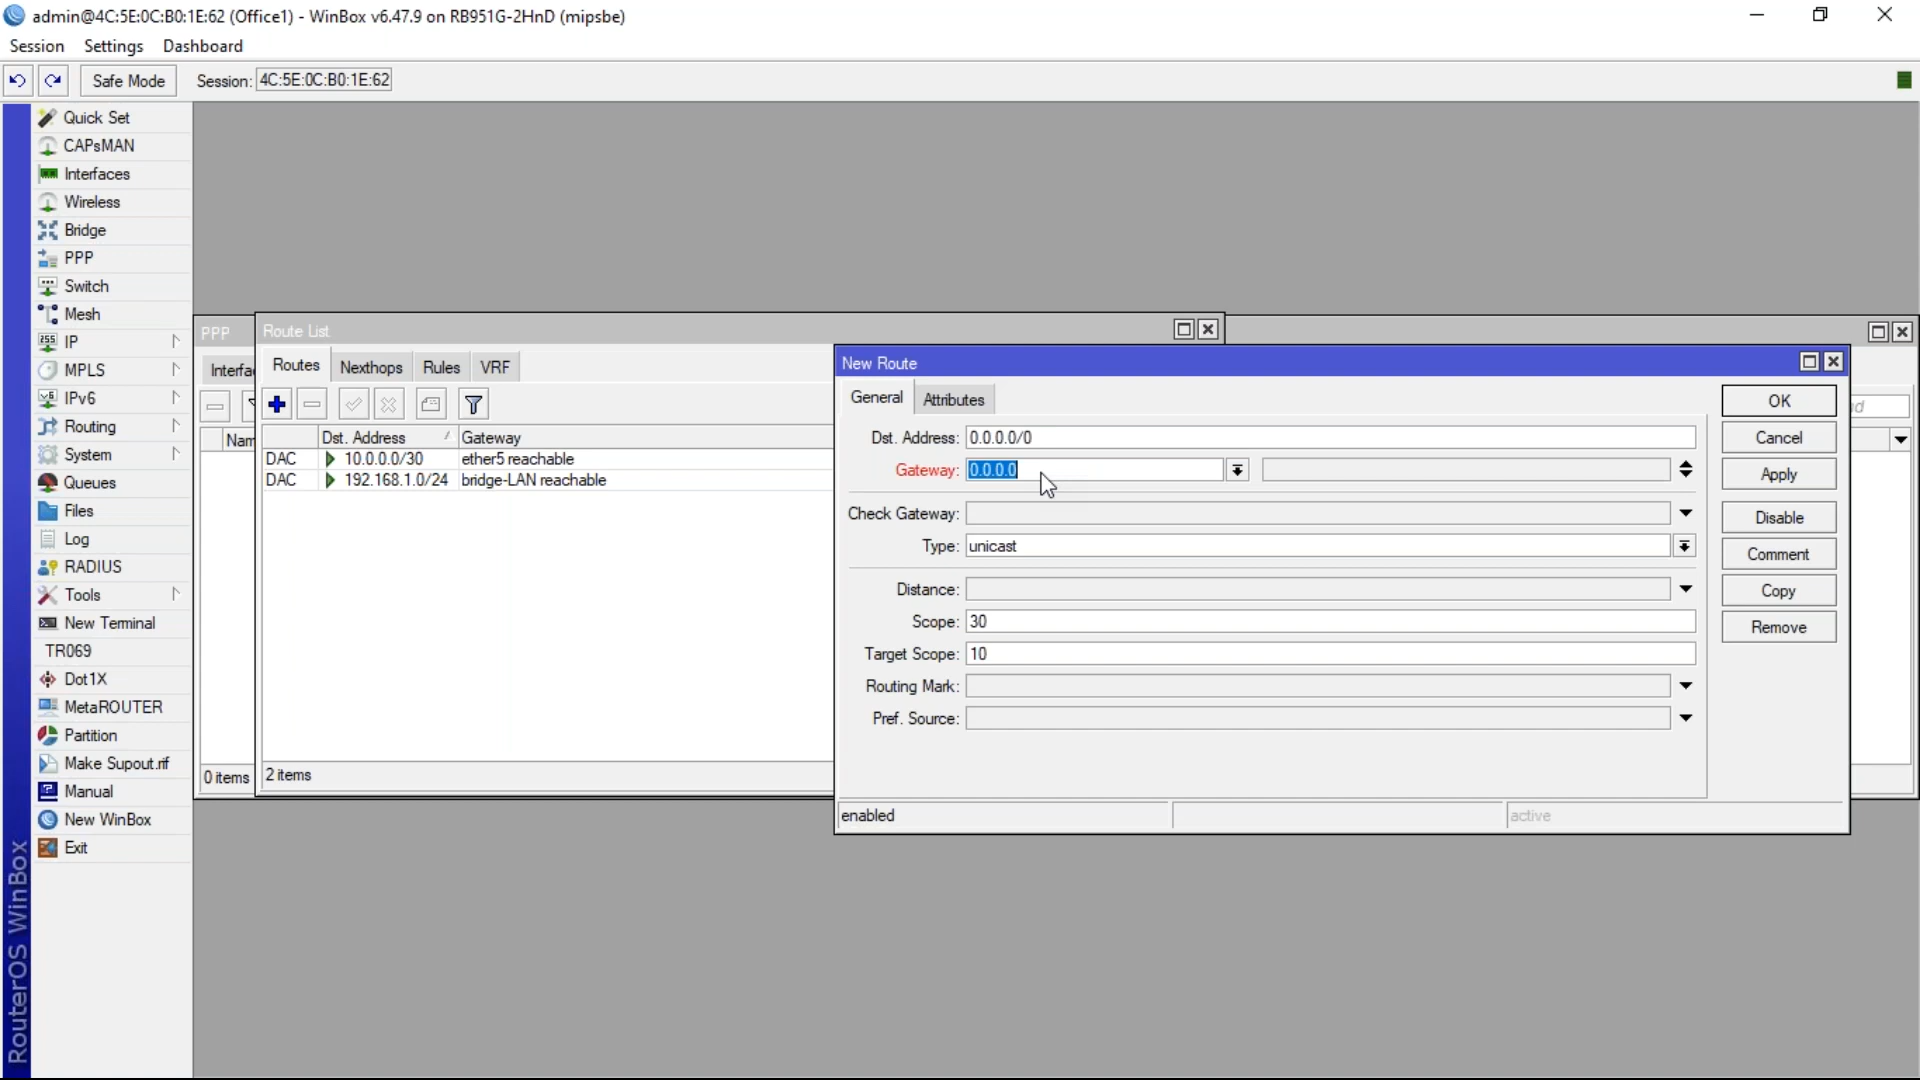 admin@4C:5E:0C:B0:1E:62 (Office1) - WinBox v6.47.9 on RB951G-2HnD (mipsbe)
Session Settings Dashboard
Safe Mode Session: 4C:5E:0C:B0:1E:62
Quick Set
CAPsMAN
Interfaces
Wireless
Bridge
PPP
Switch
Mesh
IP
MPLS
IPv6
Routing
System
Queues
Files
Log
RADIUS
Tools
New Terminal
TR069
Dot1X
MetaROUTER
Partition
Make Supout.rif
Manual
New WinBox
Exit
RouterOS WinBox
PPP
Interfa
Nam
0 items
Route List
Routes Nexthops Rules VRF
Dst. Address Gateway
DAC 10.0.0.0/30 ether5 reachable
DAC 192.168.1.0/24 bridge-LAN reachable
2 items
New Route
General Attributes
Dst. Address: 0.0.0.0/0
Gateway: 0.0.0.0
Check Gateway:
Type: unicast
Distance:
Scope: 30
Target Scope: 10
Routing Mark:
Pref. Source:
enabled active
OK
Cancel
Apply
Disable
Comment
Copy
Remove